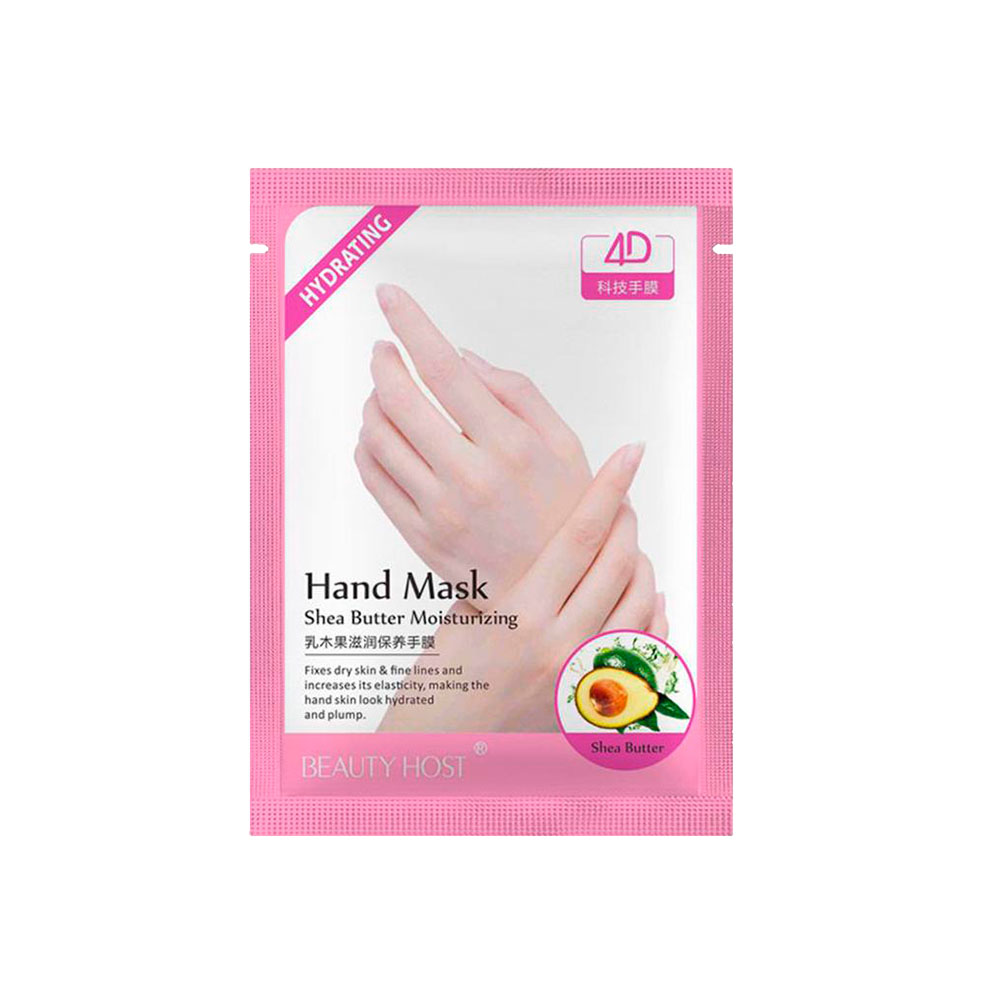 HYDRATING
4D
科技手膜
Hand Mask
Shea Butter Moisturizing
乳木果滋润保养手膜
Fixes dry skin & fine lines and
increases its elasticity, making the
hand skin look hydrated
and plump.
Shea Butter
BEAUTY HOST ®